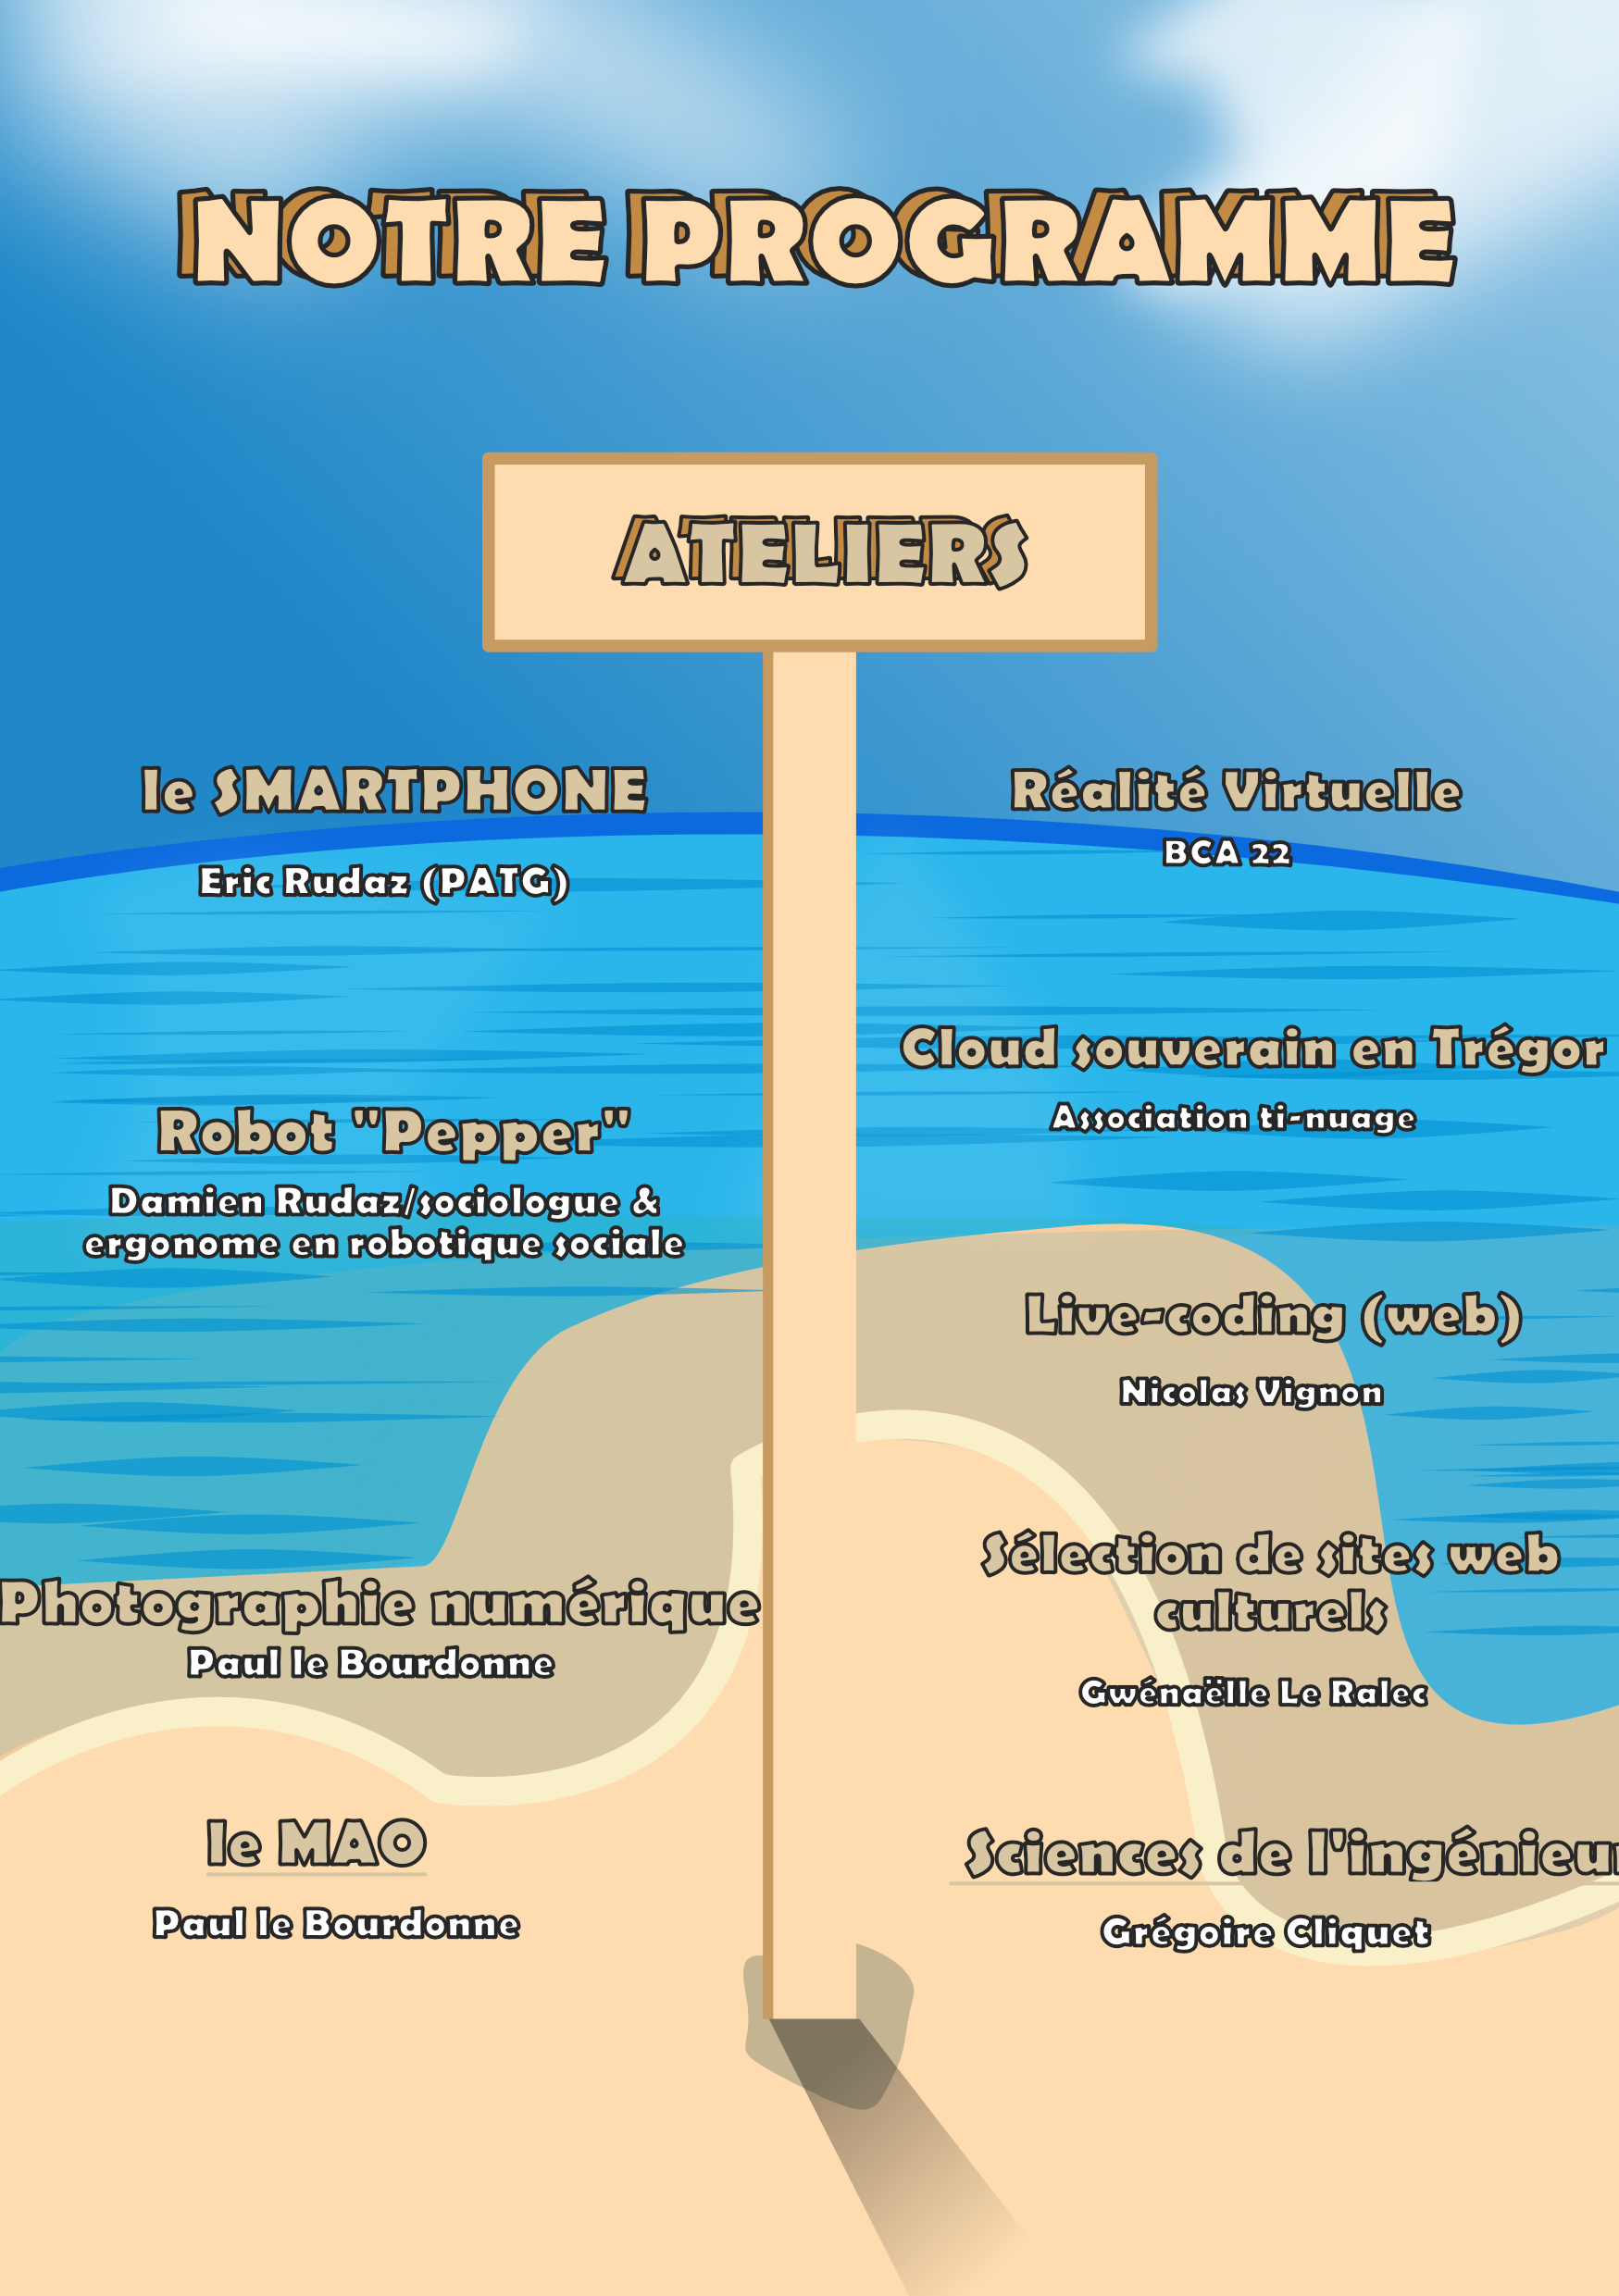 NOTRE PROGRAMME
ATELIERS
le SMARTPHONE
Eric Rudaz (PATG)
Robot "Pepper"
Damien Rudaz/sociologue &
ergonome en robotique sociale
Photographie numérique
Paul le Bourdonne
le MAO
Paul le Bourdonne
Réalité Virtuelle
BCA 22
Cloud souverain en Trégor
Association ti-nuage
Live-coding (web)
Nicolas Vignon
Sélection de sites web
culturels
Gwénaëlle Le Ralec
Sciences de l'ingénieur
Grégoire Cliquet